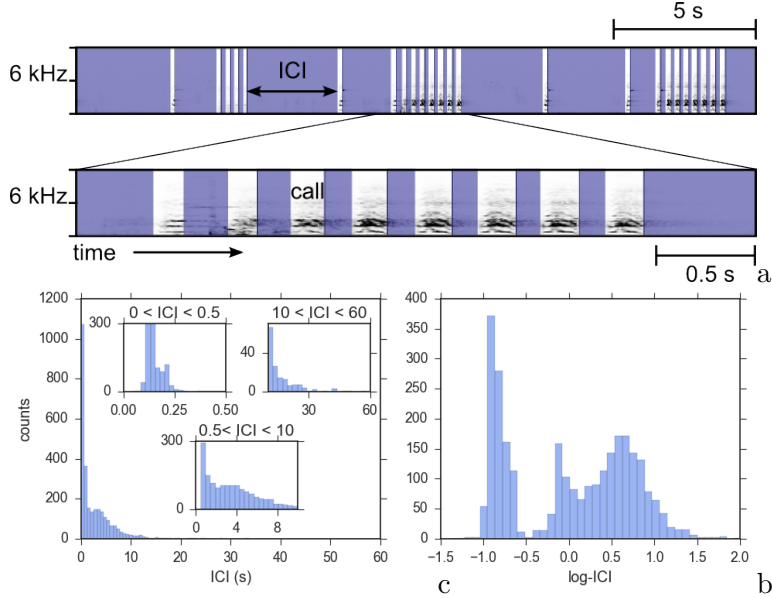 5 s
6 kHz
ICI
6 kHz
call
time
0.5 s
a
1200
1000
800
600
400
200
0
counts
0 < ICI < 0.5
300
0
0.00 0.25 0.50
10 < ICI < 60
40
0
30 60
0.5< ICI < 10
300
0
0 4 8
0 10 20 30 40 50 60
ICI (s)
c
400
350
300
250
200
150
100
50
0
−1.5 −1.0 −0.5 0.0 0.5 1.0 1.5 2.0
log-ICI
b